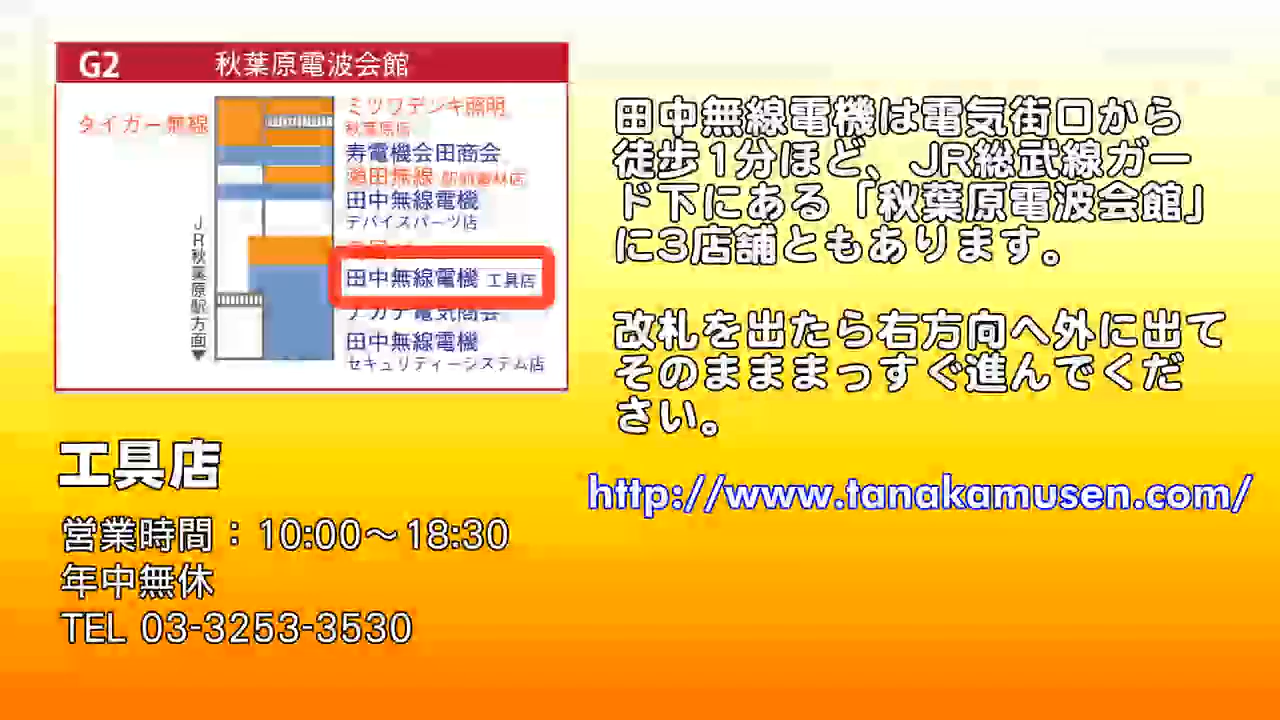 G2 秋葉原電波会館
タイガー無線
ミツワデンキ照明
秋葉原店
寿電機会田商会
瀬田無線 駅前電林店
田中無線電機
デバイスパーツ店
田中無線電機 工具店
ナカデ電気商会
田中無線電機
セキュリティーシステム店
JR秋葉原駅方面▼
工具店
営業時間：10:00～18:30
年中無休
TEL 03-3253-3530
田中無線電機は電気街口から
徒歩1分ほど、JR総武線ガー
ド下にある「秋葉原電波会館」
に3店舗ともあります。
改札を出たら右方向へ外に出て
そのまままっすぐ進んでくだ
さい。
http://www.tanakamusen.com/